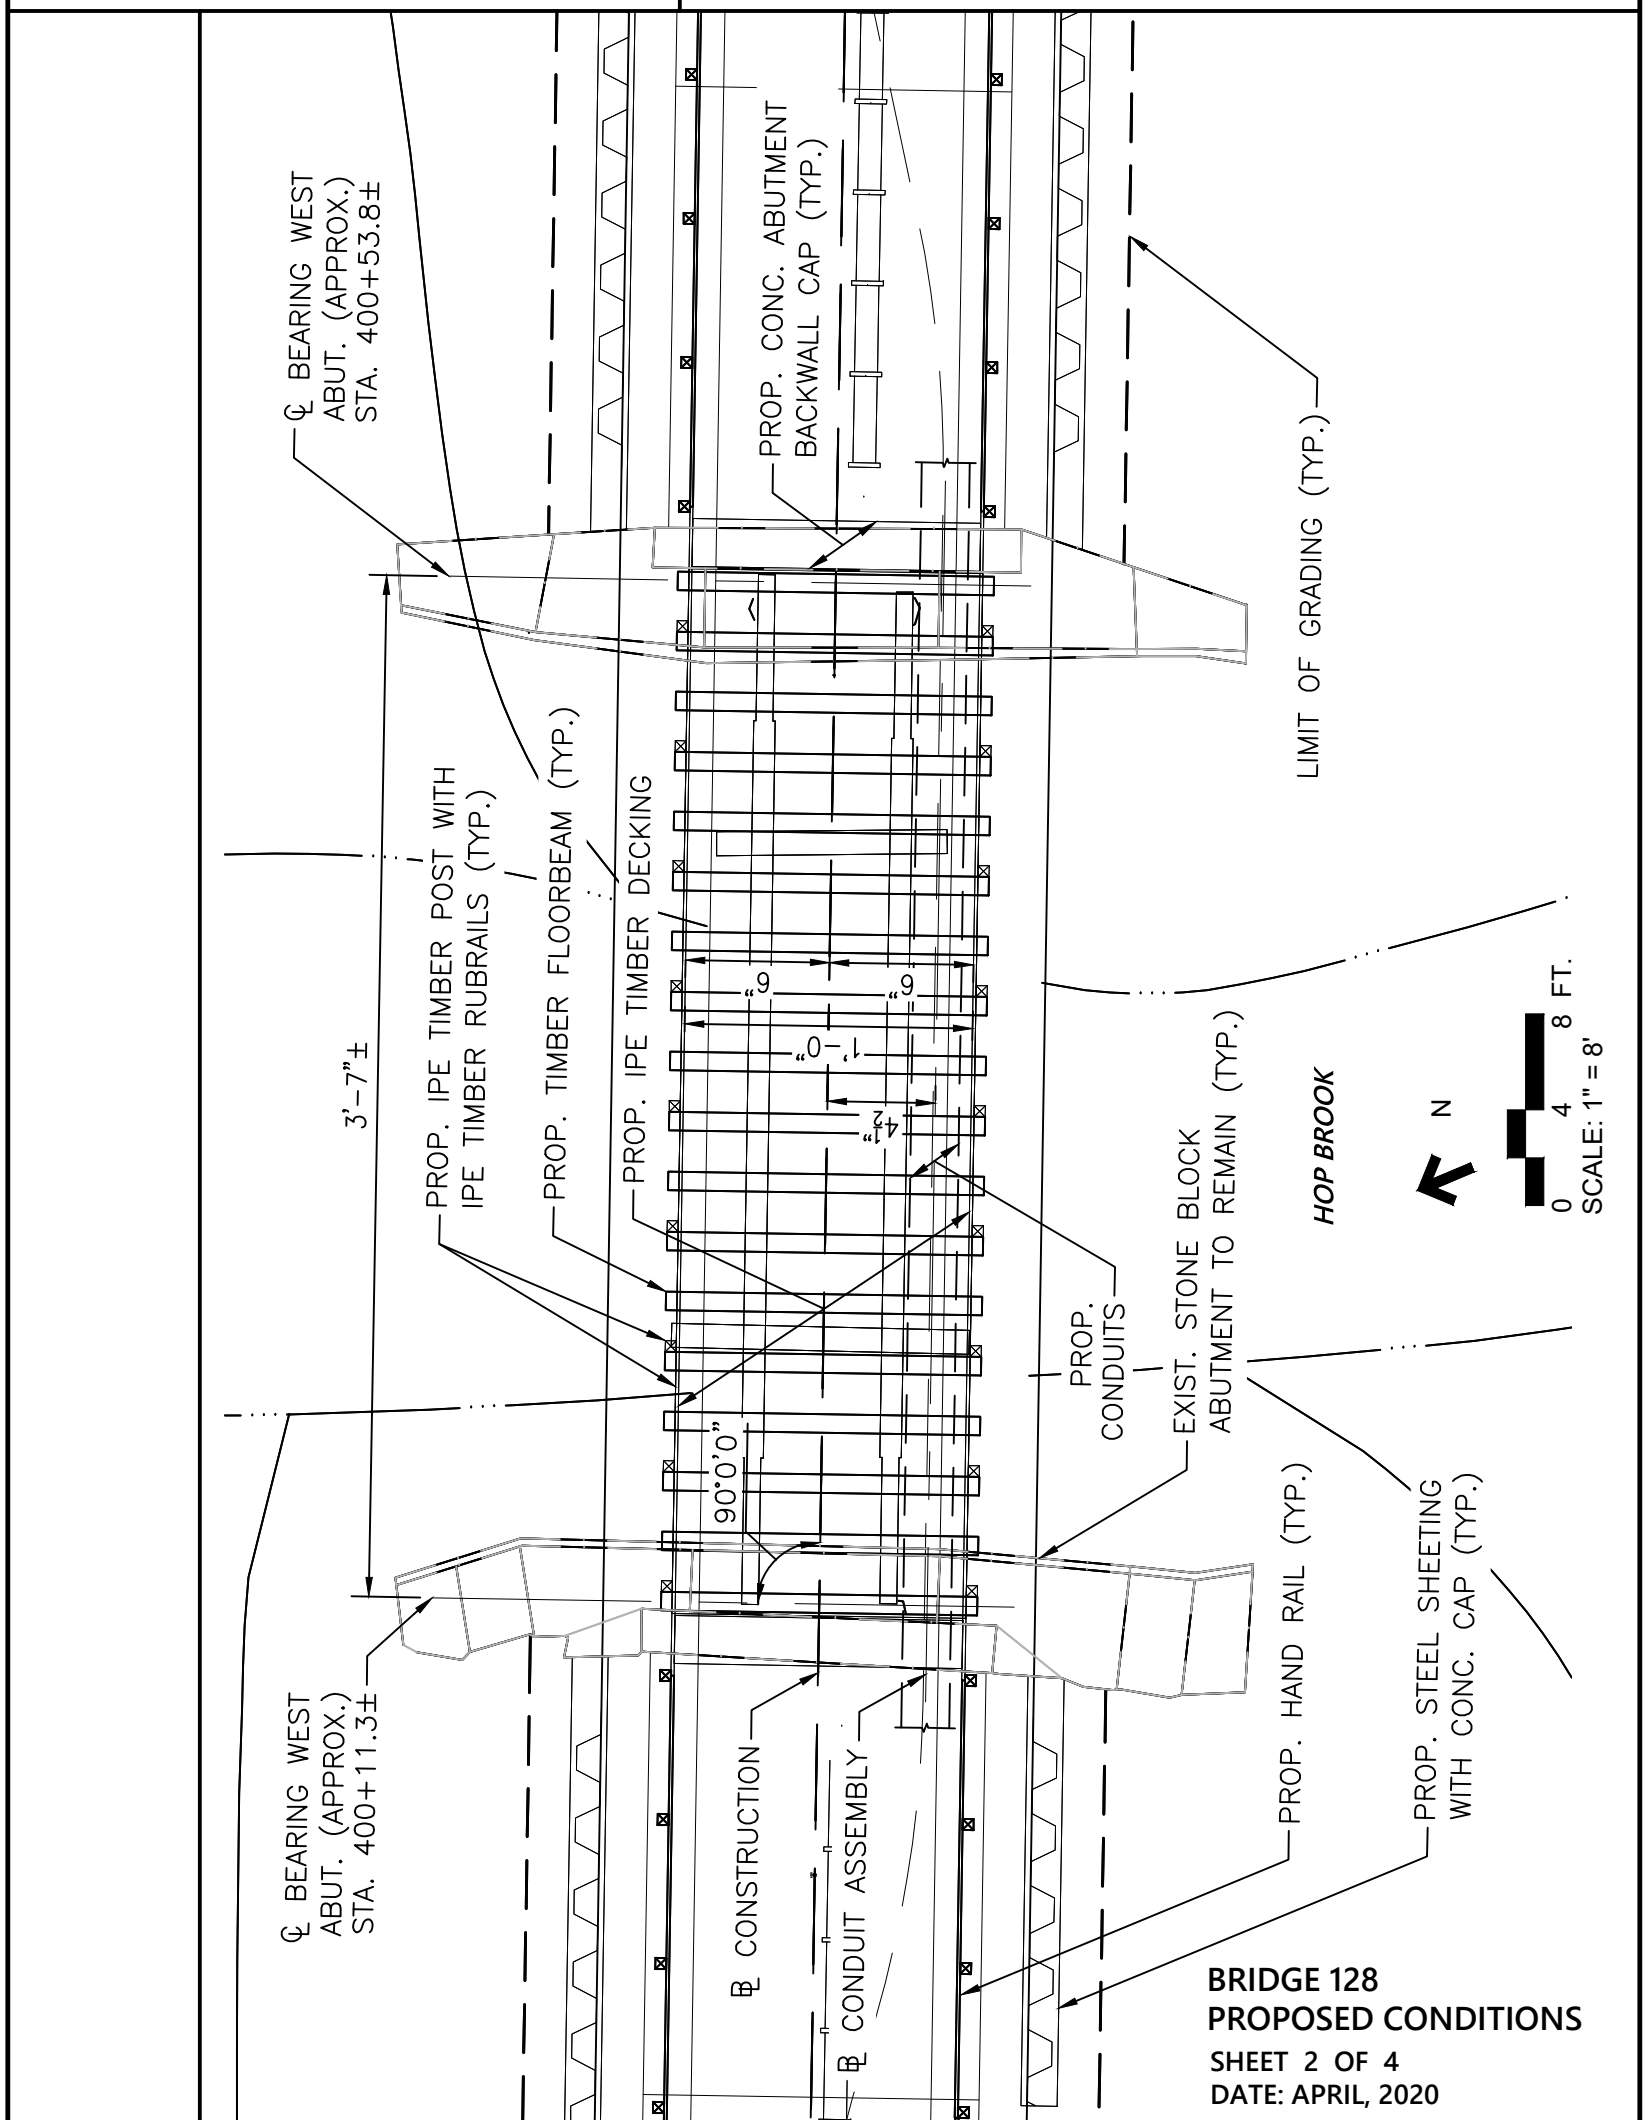 ℄ BEARING WEST
ABUT. (APPROX.)
STA. 400+53.8±
PROP. CONC. ABUTMENT
BACKWALL CAP (TYP.)
LIMIT OF GRADING (TYP.)
3'-7"±
PROP. IPE TIMBER POST WITH
IPE TIMBER RUBRAILS (TYP.)
PROP. TIMBER FLOORBEAM (TYP.)
PROP. IPE TIMBER DECKING
6"
6"
1'-0"
4½"
90°0'0"
PROP.
CONDUITS
EXIST. STONE BLOCK
ABUTMENT TO REMAIN (TYP.)
HOP BROOK
N
0 4 8 FT.
SCALE: 1" = 8'
℄ BEARING WEST
ABUT. (APPROX.)
STA. 400+11.3±
BL CONSTRUCTION
BL CONDUIT ASSEMBLY
PROP. HAND RAIL (TYP.)
PROP. STEEL SHEETING
WITH CONC. CAP (TYP.)
BRIDGE 128
PROPOSED CONDITIONS
SHEET 2 OF 4
DATE: APRIL, 2020